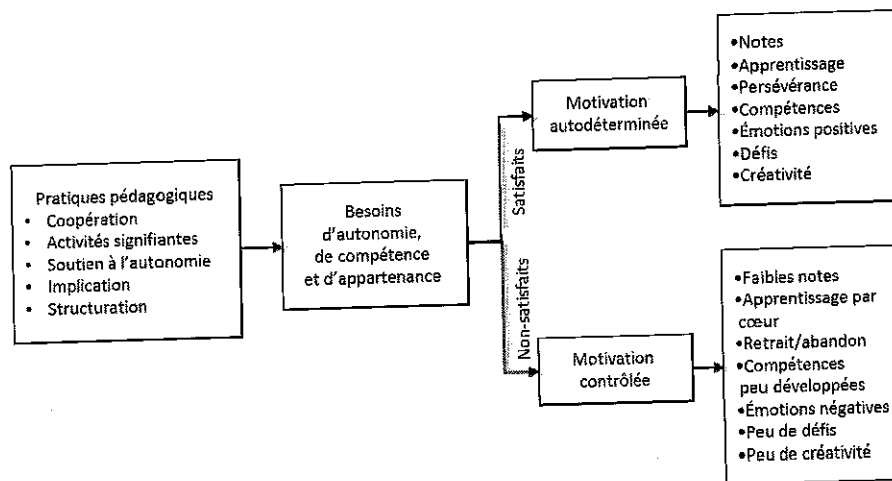 Pratiques pédagogiques
• Coopération
• Activités signifiantes
• Soutien à l'autonomie
• Implication
• Structuration
Besoins
d'autonomie,
de compétence
et d'appartenance
Satisfaits
Non-satisfaits
Motivation
autodéterminée
Motivation
contrôlée
•Notes
•Apprentissage
•Persévérance
•Compétences
•Émotions positives
•Défis
•Créativité
•Faibles notes
•Apprentissage par
cœur
•Retrait/abandon
•Compétences
peu développées
•Émotions négatives
•Peu de défis
•Peu de créativité